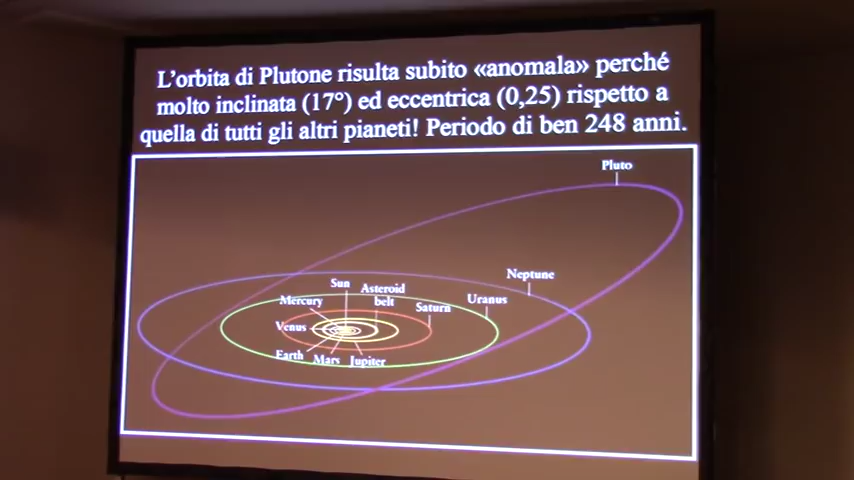 L'orbita di Plutone risulta subito «anomala» perché
molto inclinata (17°) ed eccentrica (0,25) rispetto a
quella di tutti gli altri pianeti! Periodo di ben 248 anni.
Pluto
Neptune
Sun
Asteroid
belt
Mercury
Saturn
Uranus
Venus
Earth
Mars
Jupiter